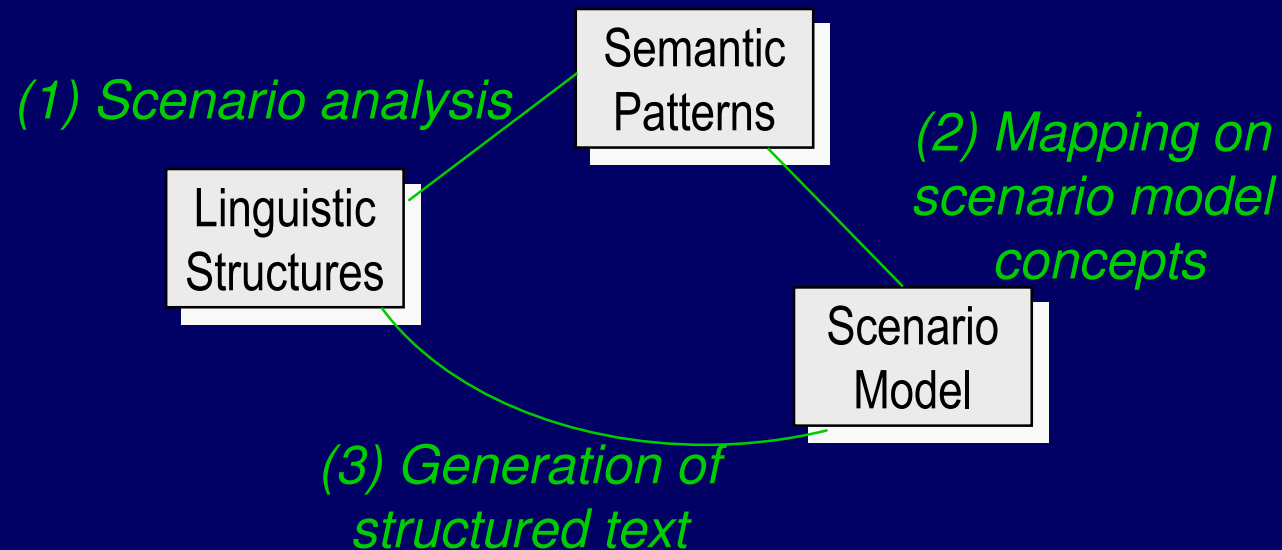 Semantic
Patterns
(1) Scenario analysis
(2) Mapping on
scenario model
concepts
Linguistic
Structures
Scenario
Model
(3) Generation of
structured text